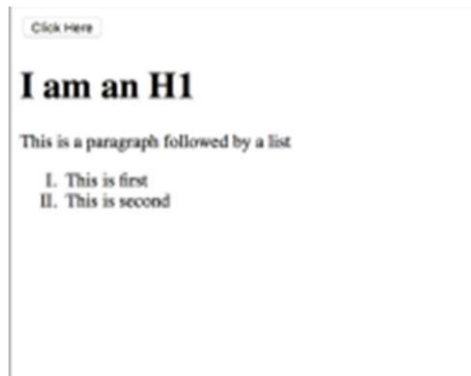 Click Here
I am an H1
This is a paragraph followed by a list
I. This is first
II. This is second